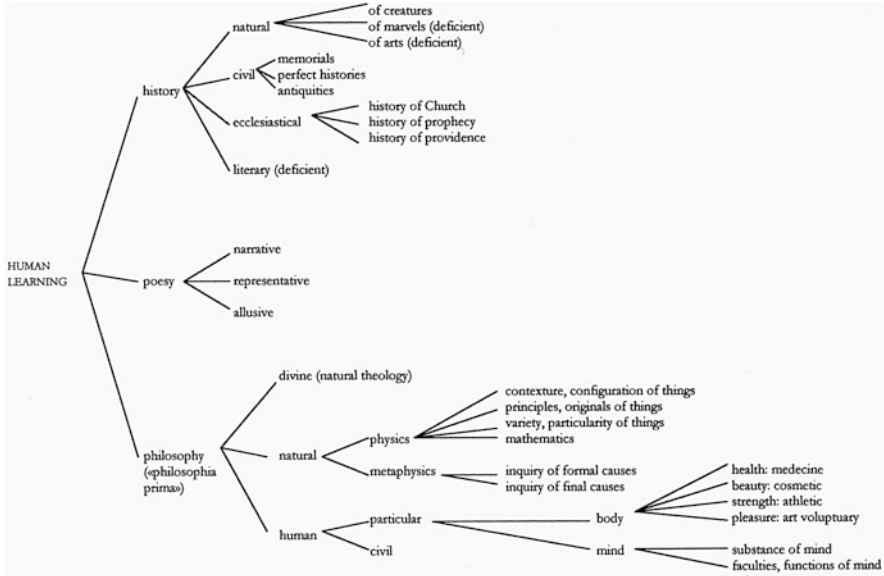 of creatures
natural
of marvels (deficient)
of arts (deficient)
memorials
civil
perfect histories
history
antiquities
history of Church
ecclesiastical
history of prophecy
history of providence
literary (deficient)
narrative
HUMAN
LEARNING
poesy
representative
allusive
divine (natural theology)
contexture, configuration of things
principles, originals of things
variety, particularity of things
physics
mathematics
philosophy
(«philosophia
prima»)
natural
metaphysics
inquiry of formal causes
inquiry of final causes
health: medecine
beauty: cosmetic
strength: athletic
particular
body
pleasure: art voluptuary
human
civil
mind
substance of mind
faculties, functions of mind